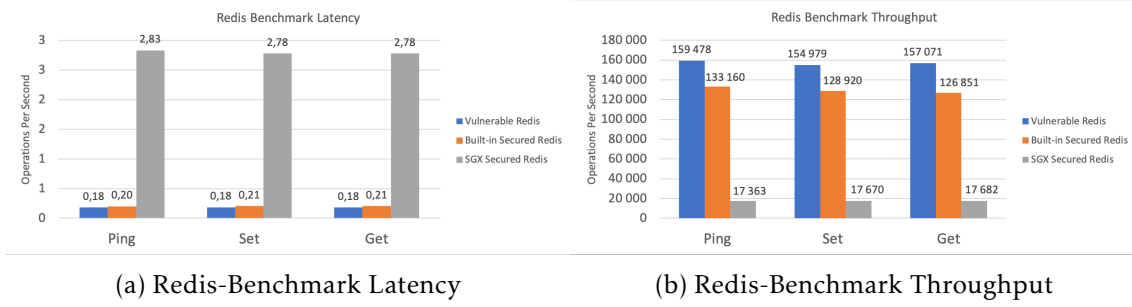 Redis Benchmark Latency
Operations Per Second
3
3
2
2
1
1
0
0,18
0,20
2,83
0,18
0,21
2,78
0,18
0,21
2,78
Ping
Set
Get
Vulnerable Redis
Built-in Secured Redis
SGX Secured Redis
(a) Redis-Benchmark Latency
Redis Benchmark Throughput
Operations Per Second
180 000
160 000
140 000
120 000
100 000
80 000
60 000
40 000
20 000
0
159 478
133 160
17 363
154 979
128 920
17 670
157 071
126 851
17 682
Ping
Set
Get
Vulnerable Redis
Built-in Secured Redis
SGX Secured Redis
(b) Redis-Benchmark Throughput